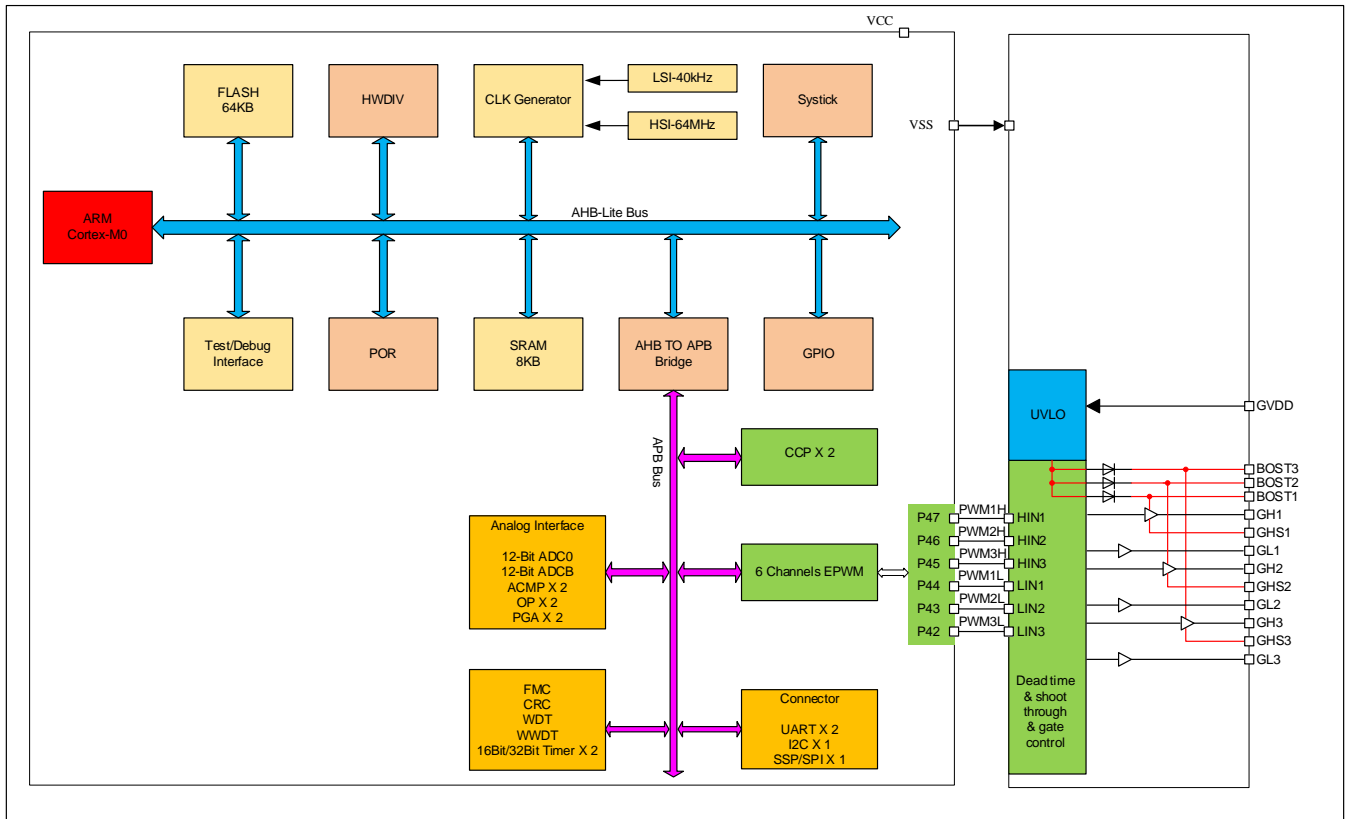 VCC
FLASH
64KB
HWDIV
CLK Generator
LSI-40kHz
HSI-64MHz
Systick
VSS
ARM
Cortex-M0
AHB-Lite Bus
Test/Debug
Interface
POR
SRAM
8KB
AHB TO APB
Bridge
GPIO
APB Bus
CCP X 2
Analog Interface
12-Bit ADC0
12-Bit ADCB
ACMP X 2
OP X 2
PGA X 2
6 Channels EPWM
FMC
CRC
WDT
WWDT
16Bit/32Bit Timer X 2
Connector
UART X 2
I2C X 1
SSP/SPI X 1
P47
P46
P45
P44
P43
P42
PWM1H
PWM2H
PWM3H
PWM1L
PWM2L
PWM3L
UVLO
HIN1
HIN2
HIN3
LIN1
LIN2
LIN3
Dead time
& shoot
through
& gate
control
GVDD
BOST3
BOST2
BOST1
GH1
GHS1
GL1
GH2
GHS2
GL2
GH3
GHS3
GL3